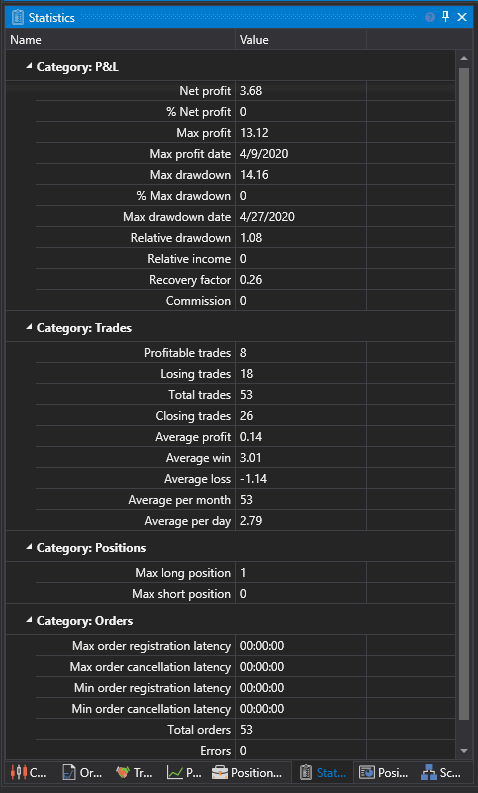 Statistics
Name Value
Category: P&L
Net profit 3.68
% Net profit 0
Max profit 13.12
Max profit date 4/9/2020
Max drawdown 14.16
% Max drawdown 0
Max drawdown date 4/27/2020
Relative drawdown 1.08
Relative income 0
Recovery factor 0.26
Commission 0
Category: Trades
Profitable trades 8
Losing trades 18
Total trades 53
Closing trades 26
Average profit 0.14
Average win 3.01
Average loss -1.14
Average per month 53
Average per day 2.79
Category: Positions
Max long position 1
Max short position 0
Category: Orders
Max order registration latency 00:00:00
Max order cancellation latency 00:00:00
Min order registration latency 00:00:00
Min order cancellation latency 00:00:00
Total orders 53
Errors 0
C... Or... Tr... P... Position... Stat... Posi... Sc...